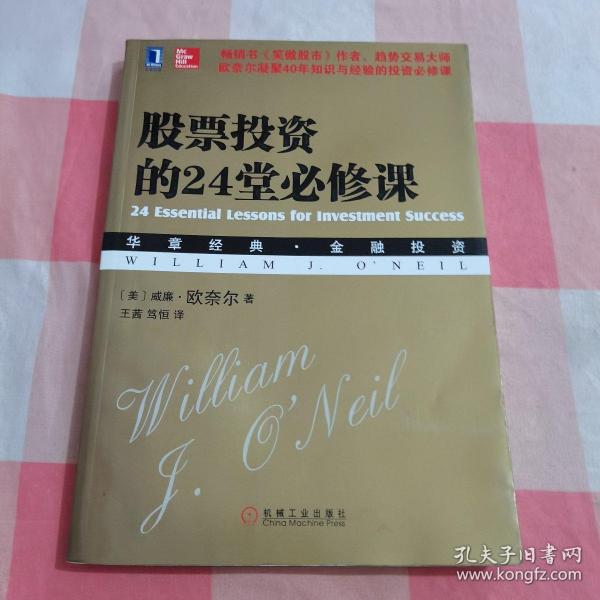 Mc
Graw
Hill
Education
畅销书《笑傲股市》作者、趋势交易大师
欧奈尔凝聚40年知识与经验的投资必修课
股票投资
的24堂必修课
24 Essential Lessons for Investment Success
华章经典·金融投资
WILLIAM J. O'NEIL
[美] 威廉·欧奈尔 著
王茜 笃恒 译
William
J. O'Neil
机械工业出版社
China Machine Press
孔夫子旧书网
www.kongfz.com